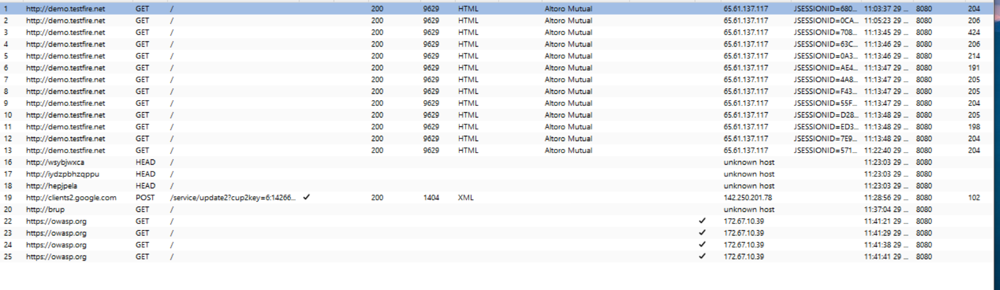 1 http://demo.testfire.net GET / 200 9629 HTML Altoro Mutual 65.61.137.117 JSESSIONID=680... 11:03:37 29 ... 8080 204
2 http://demo.testfire.net GET / 200 9629 HTML Altoro Mutual 65.61.137.117 JSESSIONID=0CA... 11:05:23 29 ... 8080 206
3 http://demo.testfire.net GET / 200 9629 HTML Altoro Mutual 65.61.137.117 JSESSIONID=708... 11:13:45 29 ... 8080 424
4 http://demo.testfire.net GET / 200 9629 HTML Altoro Mutual 65.61.137.117 JSESSIONID=63C... 11:13:46 29 ... 8080 206
5 http://demo.testfire.net GET / 200 9629 HTML Altoro Mutual 65.61.137.117 JSESSIONID=0A3... 11:13:46 29 ... 8080 214
6 http://demo.testfire.net GET / 200 9629 HTML Altoro Mutual 65.61.137.117 JSESSIONID=AE4... 11:13:47 29 ... 8080 191
7 http://demo.testfire.net GET / 200 9629 HTML Altoro Mutual 65.61.137.117 JSESSIONID=4A8... 11:13:47 29 ... 8080 205
8 http://demo.testfire.net GET / 200 9629 HTML Altoro Mutual 65.61.137.117 JSESSIONID=F43... 11:13:47 29 ... 8080 205
9 http://demo.testfire.net GET / 200 9629 HTML Altoro Mutual 65.61.137.117 JSESSIONID=55F... 11:13:47 29 ... 8080 204
10 http://demo.testfire.net GET / 200 9629 HTML Altoro Mutual 65.61.137.117 JSESSIONID=D28... 11:13:48 29 ... 8080 205
11 http://demo.testfire.net GET / 200 9629 HTML Altoro Mutual 65.61.137.117 JSESSIONID=ED3... 11:13:48 29 ... 8080 198
12 http://demo.testfire.net GET / 200 9629 HTML Altoro Mutual 65.61.137.117 JSESSIONID=7E9... 11:13:48 29 ... 8080 204
13 http://demo.testfire.net GET / 200 9629 HTML Altoro Mutual 65.61.137.117 JSESSIONID=571... 11:22:40 29 ... 8080 204
16 http://wsybjwxca HEAD / unknown host 11:23:03 29 ... 8080
17 http://iydzpbhzqppu HEAD / unknown host 11:23:03 29 ... 8080
18 http://hepjpela HEAD / unknown host 11:23:03 29 ... 8080
19 http://clients2.google.com POST /service/update2?cup2key=6:14266... ✓ 200 1404 XML 142.250.201.78 11:28:56 29 ... 8080 102
20 http://brup GET / unknown host 11:37:04 29 ... 8080
22 https://owasp.org GET / ✓ 172.67.10.39 11:41:21 29 ... 8080
23 https://owasp.org GET / ✓ 172.67.10.39 11:41:29 29 ... 8080
24 https://owasp.org GET / ✓ 172.67.10.39 11:41:38 29 ... 8080
25 https://owasp.org GET / ✓ 172.67.10.39 11:41:41 29 ... 8080